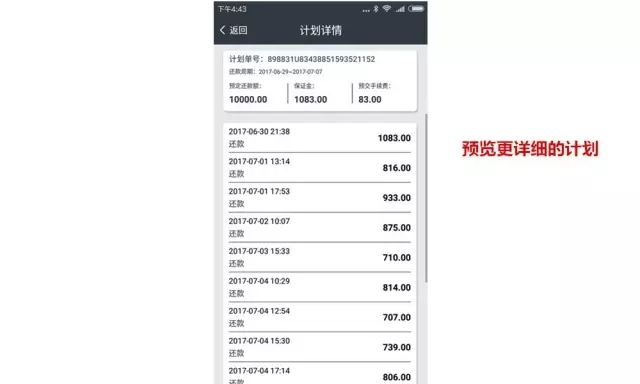 下午4:43
返回
计划详情
计划单号：898831U83438851593521152
还款周期：2017-06-29~2017-07-07
预定还款额：
保证金：
预交手续费：
10000.00
1083.00
83.00
2017-06-30 21:38
还款
1083.00
2017-07-01 13:14
还款
816.00
2017-07-01 17:53
还款
933.00
2017-07-02 10:07
还款
875.00
2017-07-03 15:33
还款
710.00
2017-07-04 10:29
还款
814.00
2017-07-04 12:54
还款
707.00
2017-07-04 15:30
还款
739.00
2017-07-04 17:14
还款
806.00
预览更详细的计划